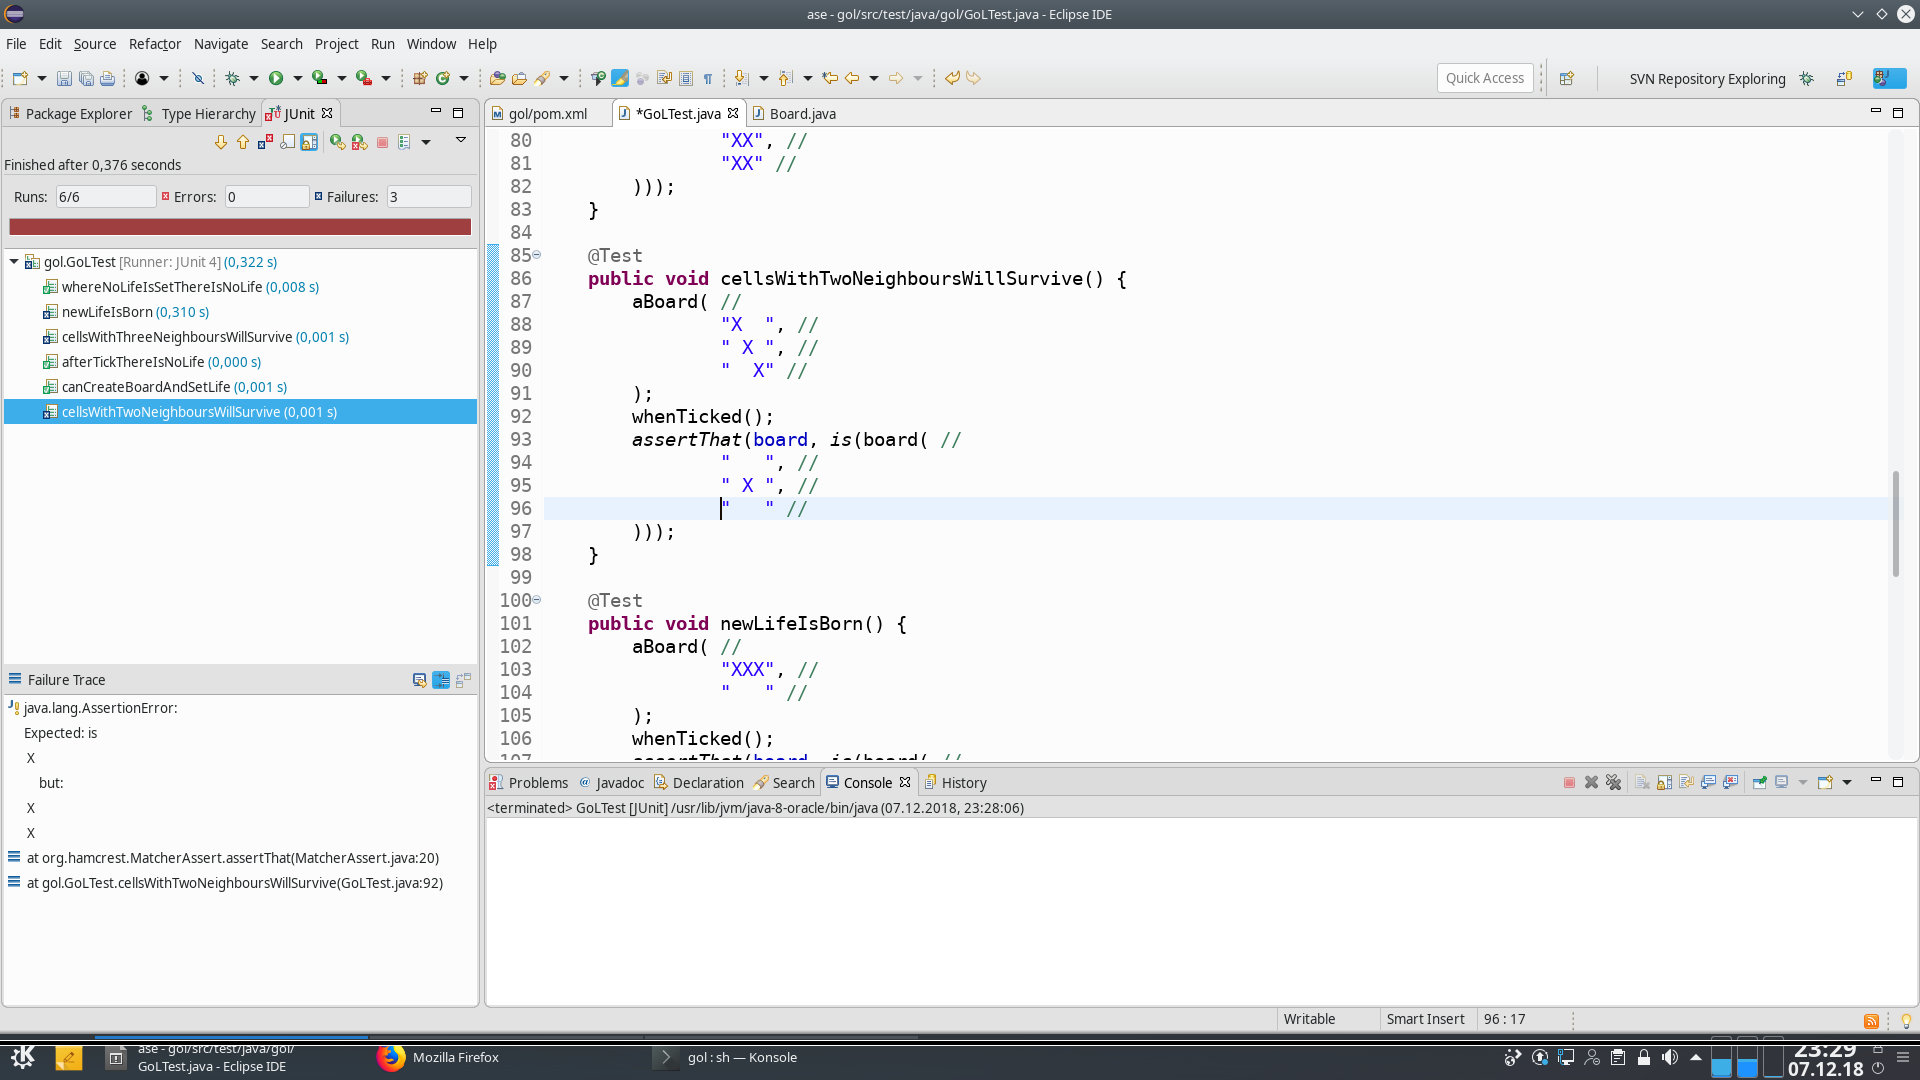 ase - gol/src/test/java/gol/GoLTest.java - Eclipse IDE
File Edit Source Refactor Navigate Search Project Run Window Help
Quick Access
SVN Repository Exploring
Package Explorer Type Hierarchy JUnit
Finished after 0,376 seconds
Runs: 6/6 Errors: 0 Failures: 3
gol.GoLTest [Runner: JUnit 4] (0,322 s)
whereNoLifeIsSetThereIsNoLife (0,008 s)
newLifeIsBorn (0,310 s)
cellsWithThreeNeighboursWillSurvive (0,001 s)
afterTickThereIsNoLife (0,000 s)
canCreateBoardAndSetLife (0,001 s)
cellsWithTwoNeighboursWillSurvive (0,001 s)
Failure Trace
java.lang.AssertionError:
Expected: is
X
but:
X
X
at org.hamcrest.MatcherAssert.assertThat(MatcherAssert.java:20)
at gol.GoLTest.cellsWithTwoNeighboursWillSurvive(GoLTest.java:92)
gol/pom.xml *GoLTest.java Board.java
80 "XX", //
81 "XX" //
82 )));
83 }
84
85 @Test
86 public void cellsWithTwoNeighboursWillSurvive() {
87 aBoard( //
88 "X  ", //
89 " X ", //
90 "  X" //
91 );
92 whenTicked();
93 assertThat(board, is(board( //
94 "   ", //
95 " X ", //
96 "   " //
97 )));
98 }
99
100 @Test
101 public void newLifeIsBorn() {
102 aBoard( //
103 "XXX", //
104 "   " //
105 );
106 whenTicked();
107 assertThat(board, is(board( //
Problems Javadoc Declaration Search Console History
<terminated> GoLTest [JUnit] /usr/lib/jvm/java-8-oracle/bin/java (07.12.2018, 23:28:06)
Writable Smart Insert 96 : 17
ase - gol/src/test/java/gol/
GoLTest.java - Eclipse IDE
Mozilla Firefox
gol : sh — Konsole
23:29
07.12.18